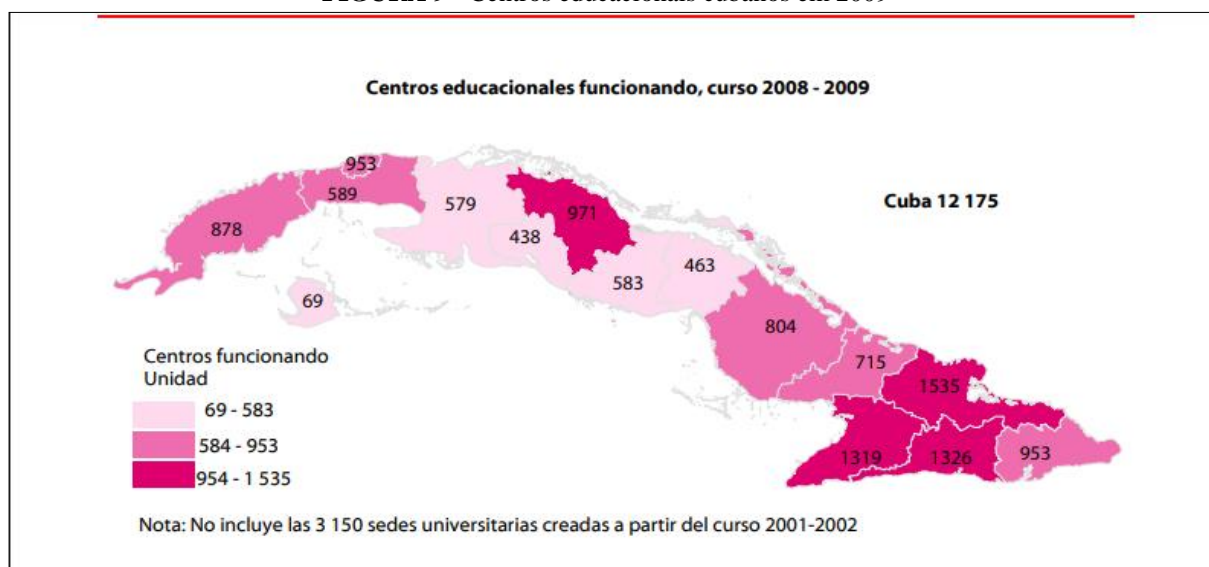 Centros educacionales funcionando, curso 2008 - 2009
Cuba 12 175
953
589
878
579
971
438
69
583
463
804
715
1535
1319
1326
953
Centros funcionando
Unidad
69 - 583
584 - 953
954 - 1 535
Nota: No incluye las 3 150 sedes universitarias creadas a partir del curso 2001-2002